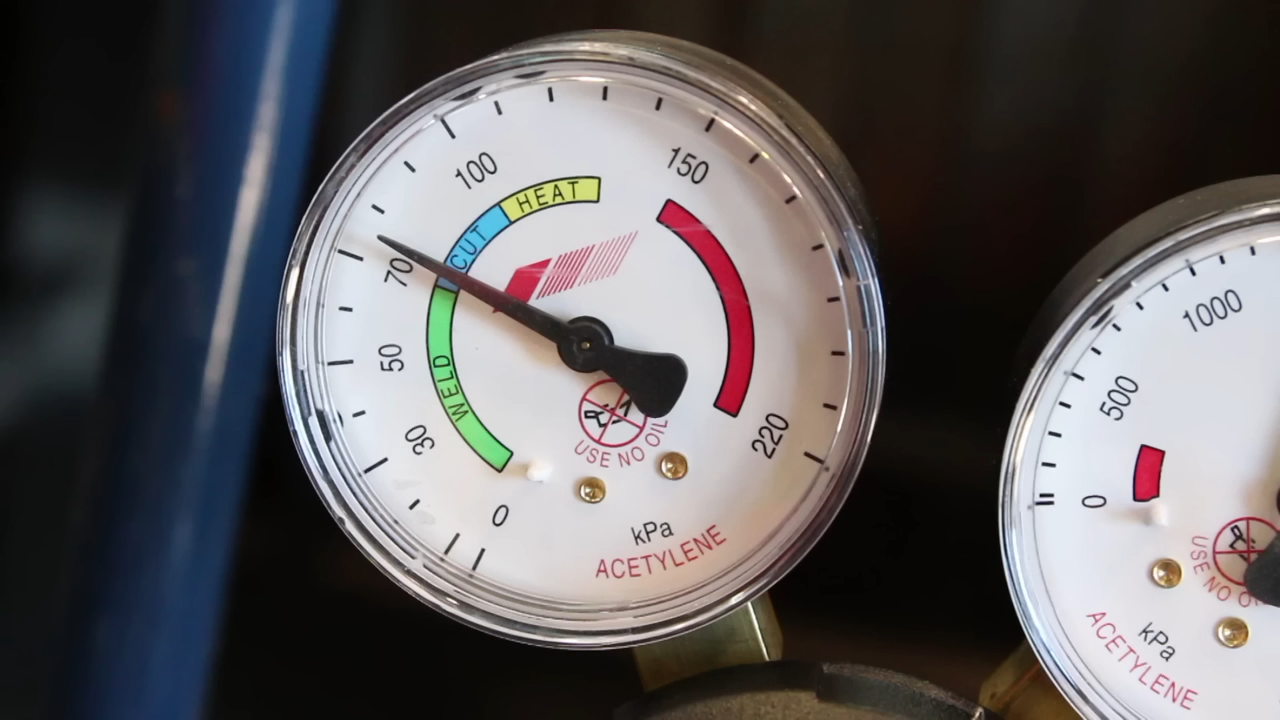 100
150
HEAT
CUT
70
50
WELD
30
220
0
USE NO OIL
kPa
ACETYLENE
1000
500
0
USE NO
kPa
ACETYLENE